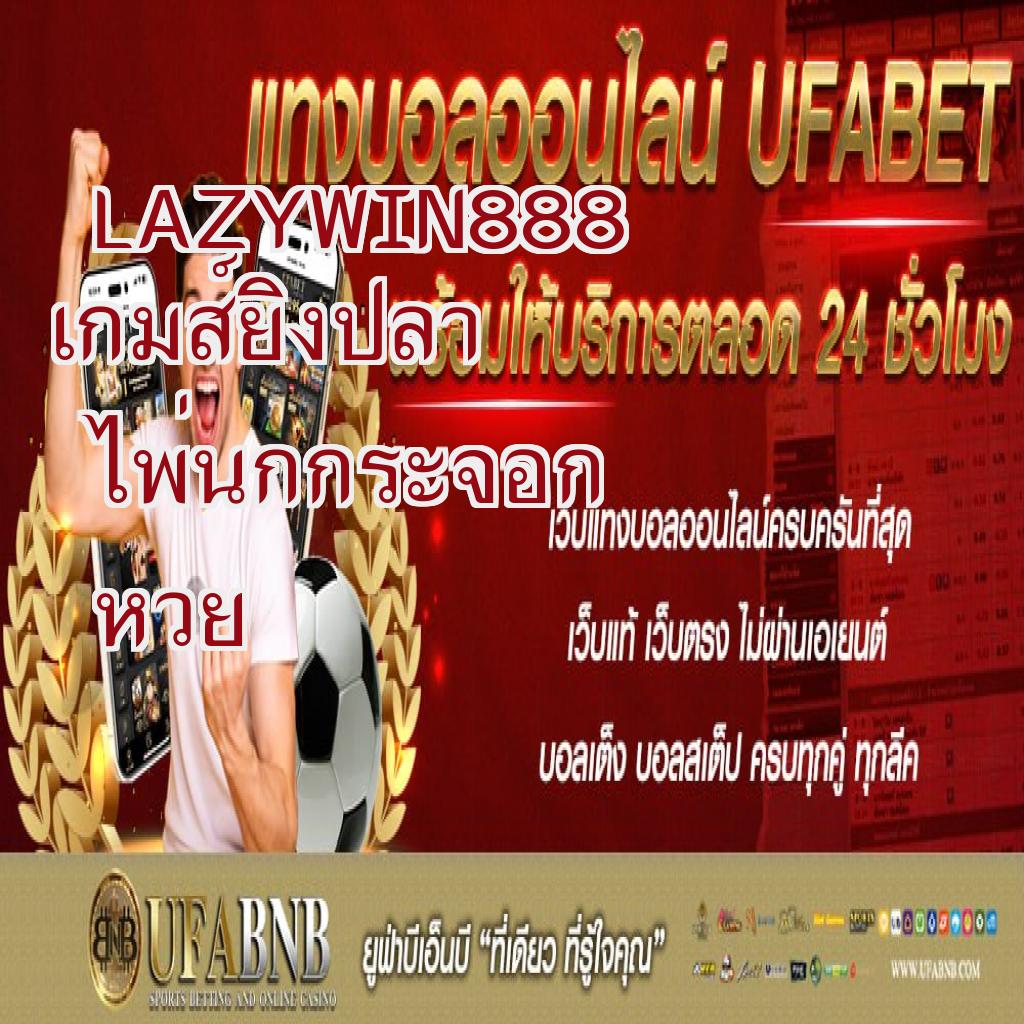 แทงบอลออนไลน์ UFABET
LAZYWIN888
พร้อมให้บริการตลอด 24 ชั่วโมง
เกมส์ยิงปลา
ไพ่นกกระจอก
เว็บแทงบอลออนไลน์ครบครันที่สุด
หวย
เว็บแท้ เว็บตรง ไม่ผ่านเอเยนต์
บอลเต็ง บอลสเต็ป ครบทุกคู่ ทุกลีค
UFABNB
SPORTS BETTING AND ONLINE CASINO
ยูฟ่าบีเอ็นบี “ที่เดียว ที่รู้ใจคุณ”
WWW.UFABNB.COM